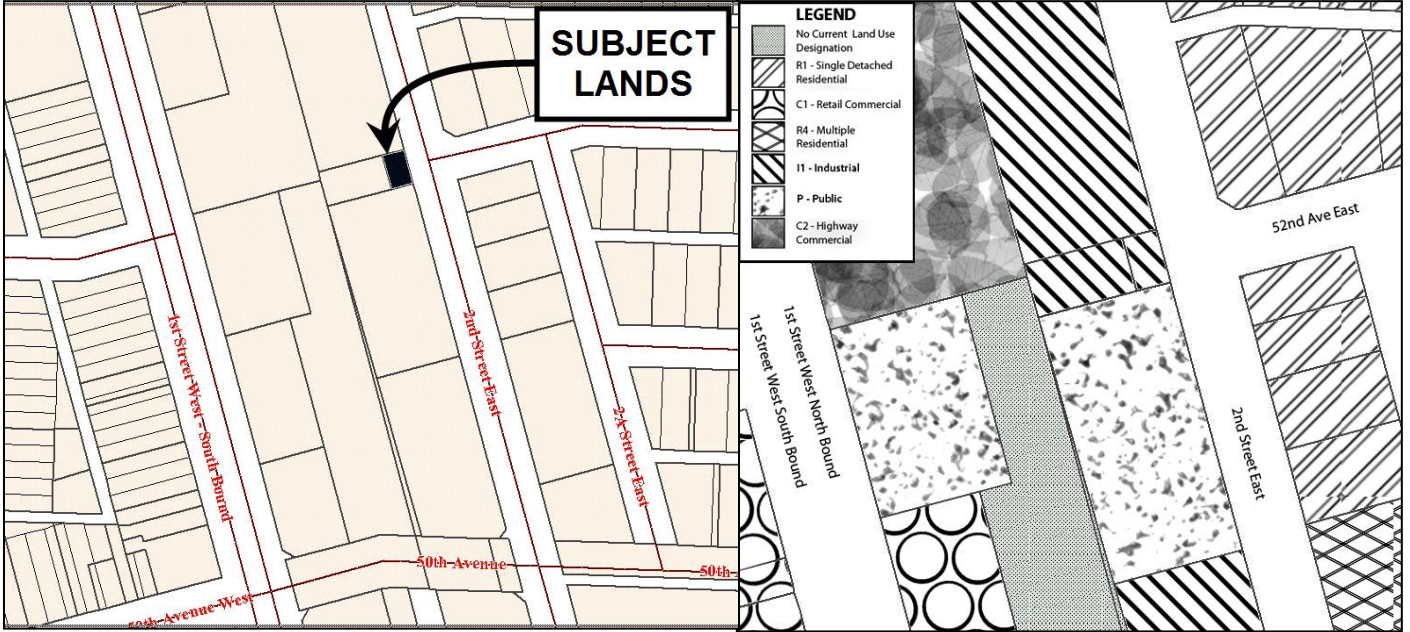 SUBJECT
LANDS
1st Street West - South Bound
2nd Street East
2 A Street East
50th Avenue
50th
50th Avenue West
LEGEND
No Current Land Use
Designation
R1 - Single Detached
Residential
C1 - Retail Commercial
R4 - Multiple
Residential
I1 - Industrial
P - Public
C2 - Highway
Commercial
52nd Ave East
1st Street West North Bound
1st Street West South Bound
2nd Street East